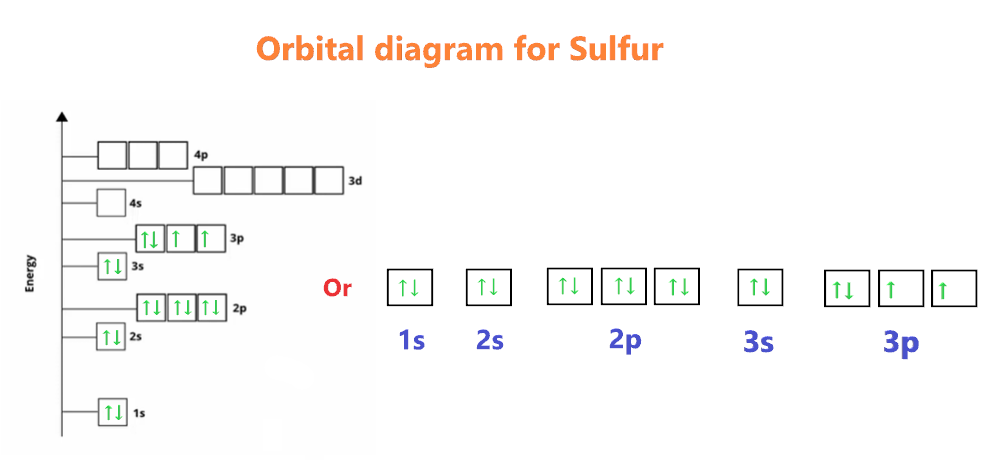 Orbital diagram for Sulfur
4p
3d
4s
↑↓ ↑ ↑ 3p
Energy
↑↓ 3s
Or
↑↓ ↑↓ ↑↓ ↑↓ ↑↓ ↑↓ ↑↓ ↑ ↑
↑↓ ↑↓ ↑↓ 2p
↑↓ 2s
1s 2s 2p 3s 3p
↑↓ 1s